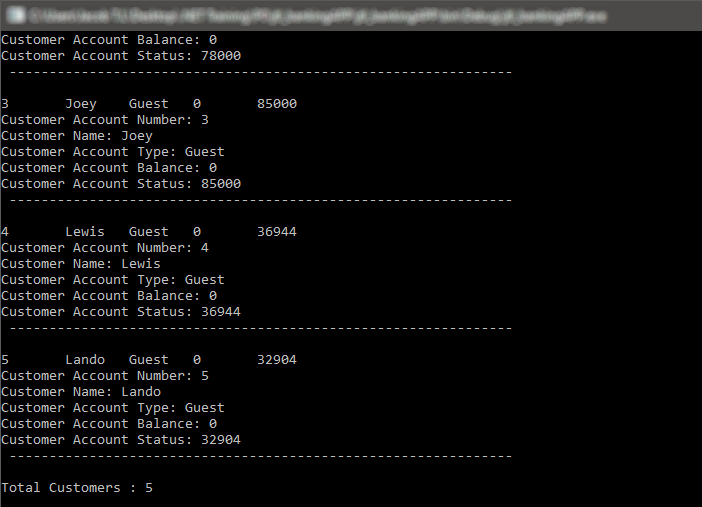 Customer Account Balance: 0
Customer Account Status: 78000
---------------------------------------------------------------
3 Joey Guest 0 85000
Customer Account Number: 3
Customer Name: Joey
Customer Account Type: Guest
Customer Account Balance: 0
Customer Account Status: 85000
---------------------------------------------------------------
4 Lewis Guest 0 36944
Customer Account Number: 4
Customer Name: Lewis
Customer Account Type: Guest
Customer Account Balance: 0
Customer Account Status: 36944
---------------------------------------------------------------
5 Lando Guest 0 32904
Customer Account Number: 5
Customer Name: Lando
Customer Account Type: Guest
Customer Account Balance: 0
Customer Account Status: 32904
---------------------------------------------------------------
Total Customers : 5